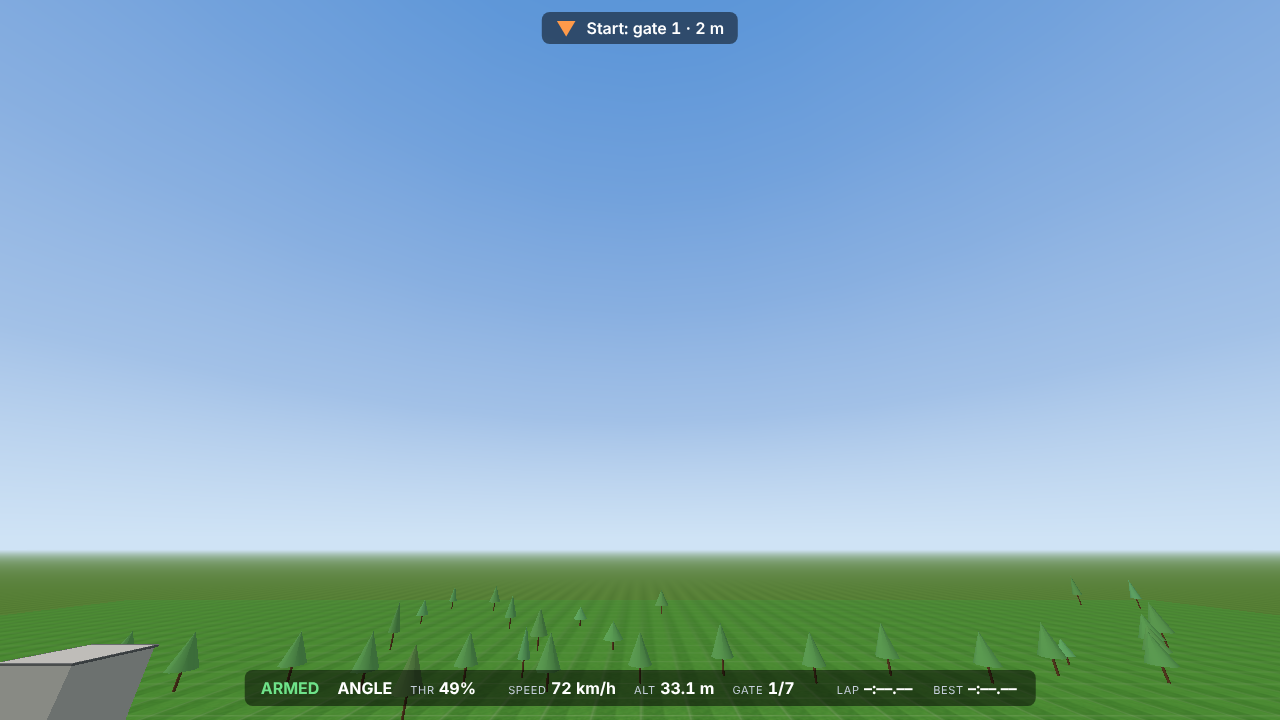 Start: gate 1 · 2 m
ARMED ANGLE THR 49% SPEED 72 km/h ALT 33.1 m GATE 1/7 LAP –:––.–– BEST –:––.––